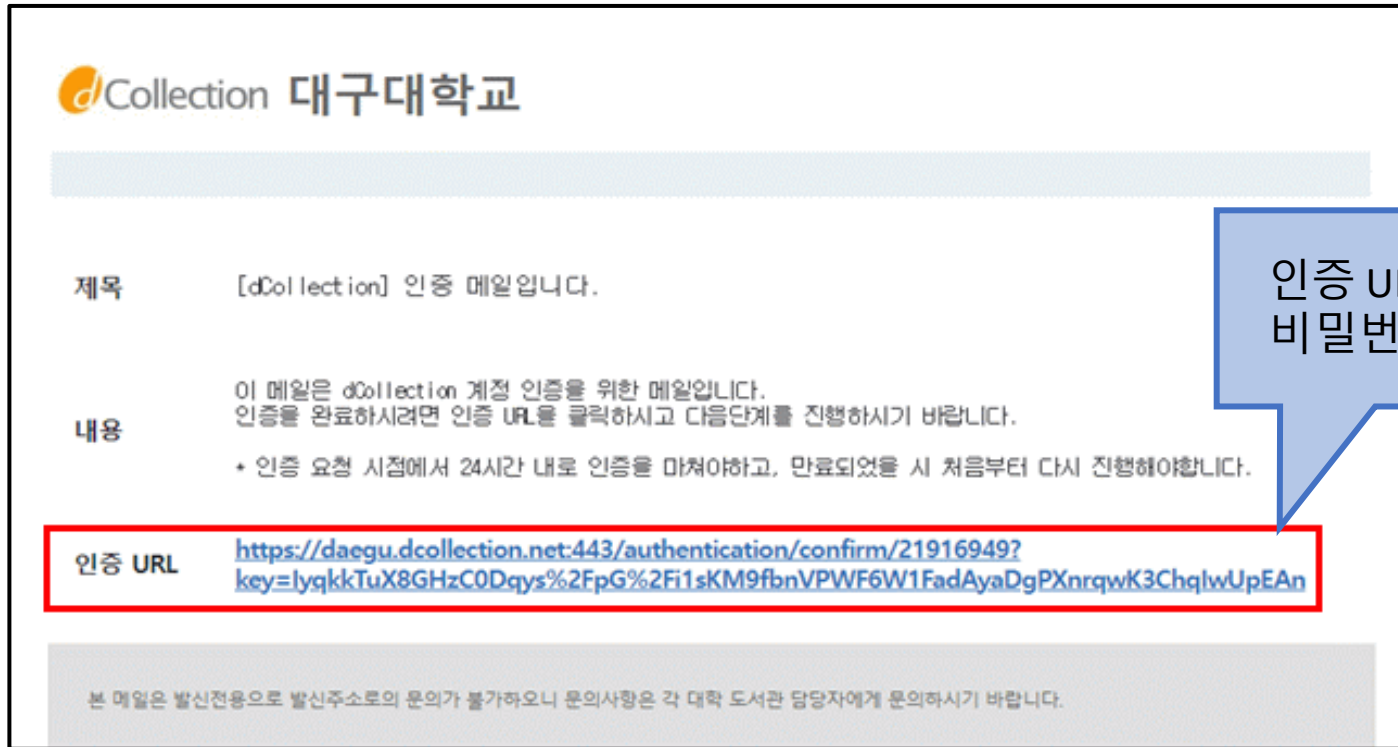 dCollection 대구대학교
제목 [dCollection] 인증 메일입니다.
인증 U
비밀번
내용 이 메일은 dCollection 계정 인증을 위한 메일입니다.
인증을 완료하시려면 인증 URL을 클릭하시고 다음단계를 진행하시기 바랍니다.
* 인증 요청 시점에서 24시간 내로 인증을 마쳐야하고, 만료되었을 시 처음부터 다시 진행해야합니다.
인증 URL https://daegu.dcollection.net:443/authentication/confirm/21916949?
key=IyqkkTuX8GHzC0Dqys%2FpG%2Fi1sKM9fbnVPWF6W1FadAyaDgPXnrqwK3ChqIwUpEAn
본 메일은 발신전용으로 발신주소로의 문의가 불가하오니 문의사항은 각 대학 도서관 담당자에게 문의하시기 바랍니다.